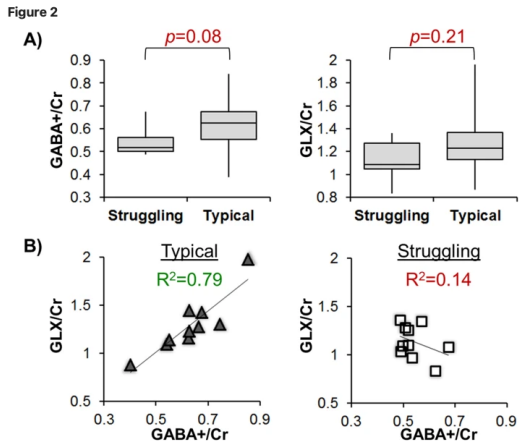 Figure 2
A)
p=0.08
GABA+/Cr
0.9
0.8
0.7
0.6
0.5
0.4
0.3
Struggling Typical
p=0.21
GLX/Cr
2
1.8
1.6
1.4
1.2
1
0.8
Struggling Typical
B)
Typical
R²=0.79
GLX/Cr
2
1.5
1
0.5
0.3 0.5 0.7 0.9
GABA+/Cr
Struggling
R²=0.14
GLX/Cr
2
1.5
1
0.5
0.3 0.5 0.7 0.9
GABA+/Cr